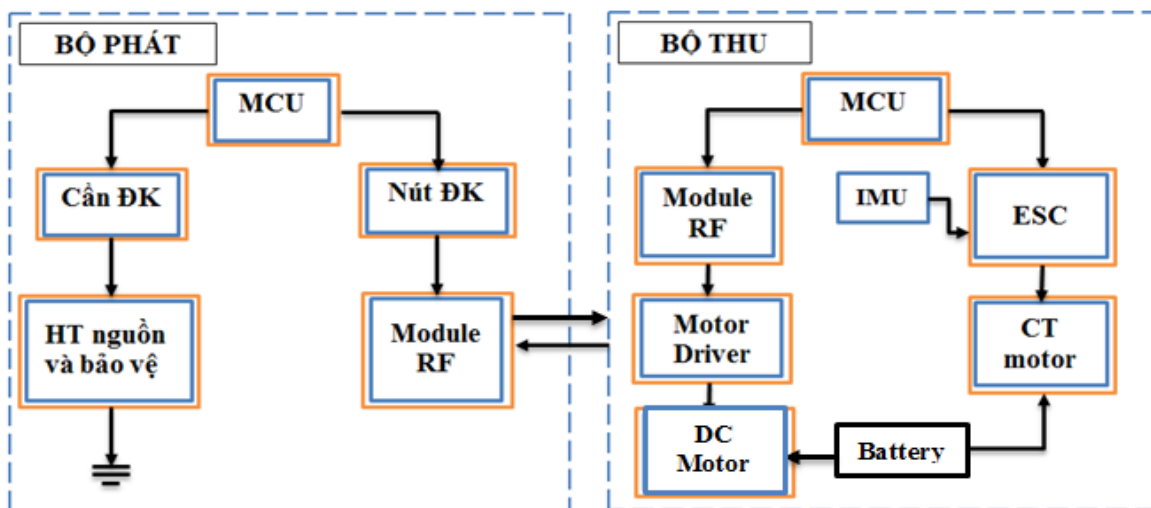 BỘ PHÁT
MCU
Cần ĐK
Nút ĐK
HT nguồn
và bảo vệ
Module
RF
BỘ THU
MCU
Module
RF
IMU
ESC
Motor
Driver
CT
motor
DC
Motor
Battery